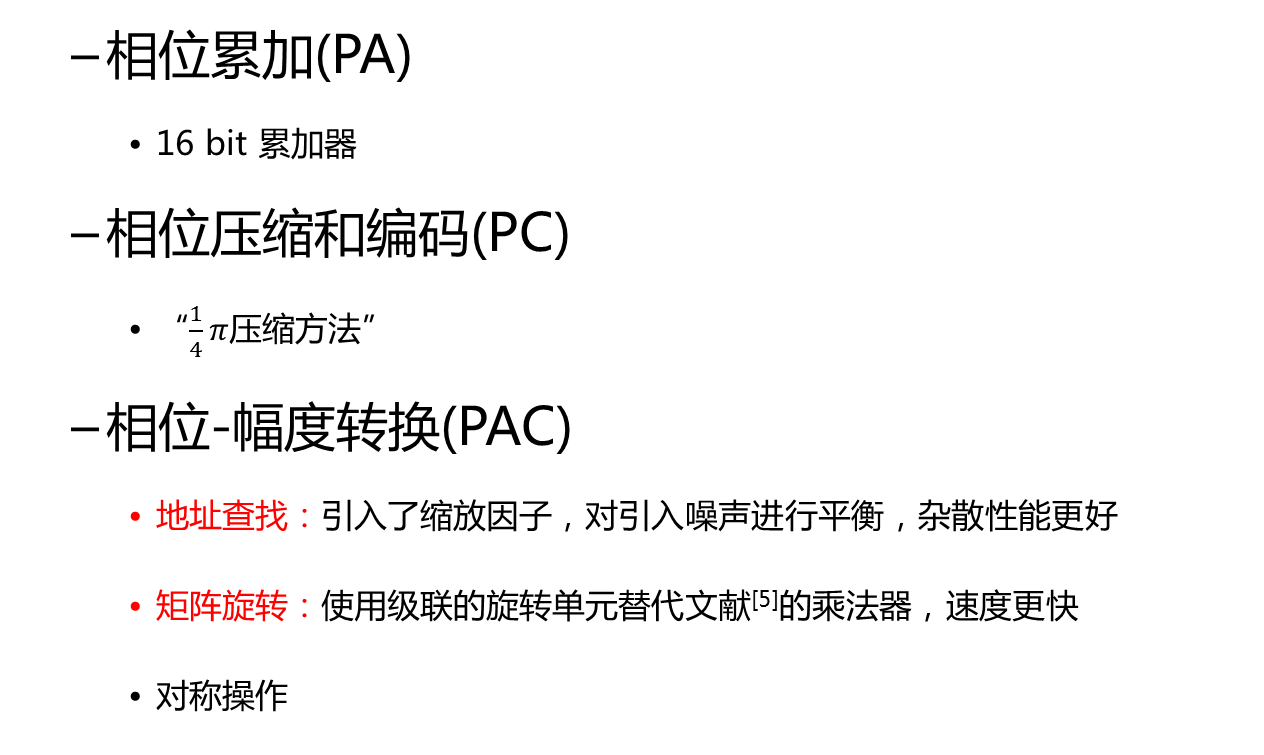 –相位累加(PA)
• 16 bit 累加器
–相位压缩和编码(PC)
• “1/4 π压缩方法”
–相位-幅度转换(PAC)
• 地址查找：引入了缩放因子，对引入噪声进行平衡，杂散性能更好
• 矩阵旋转：使用级联的旋转单元替代文献[5]的乘法器，速度更快
• 对称操作